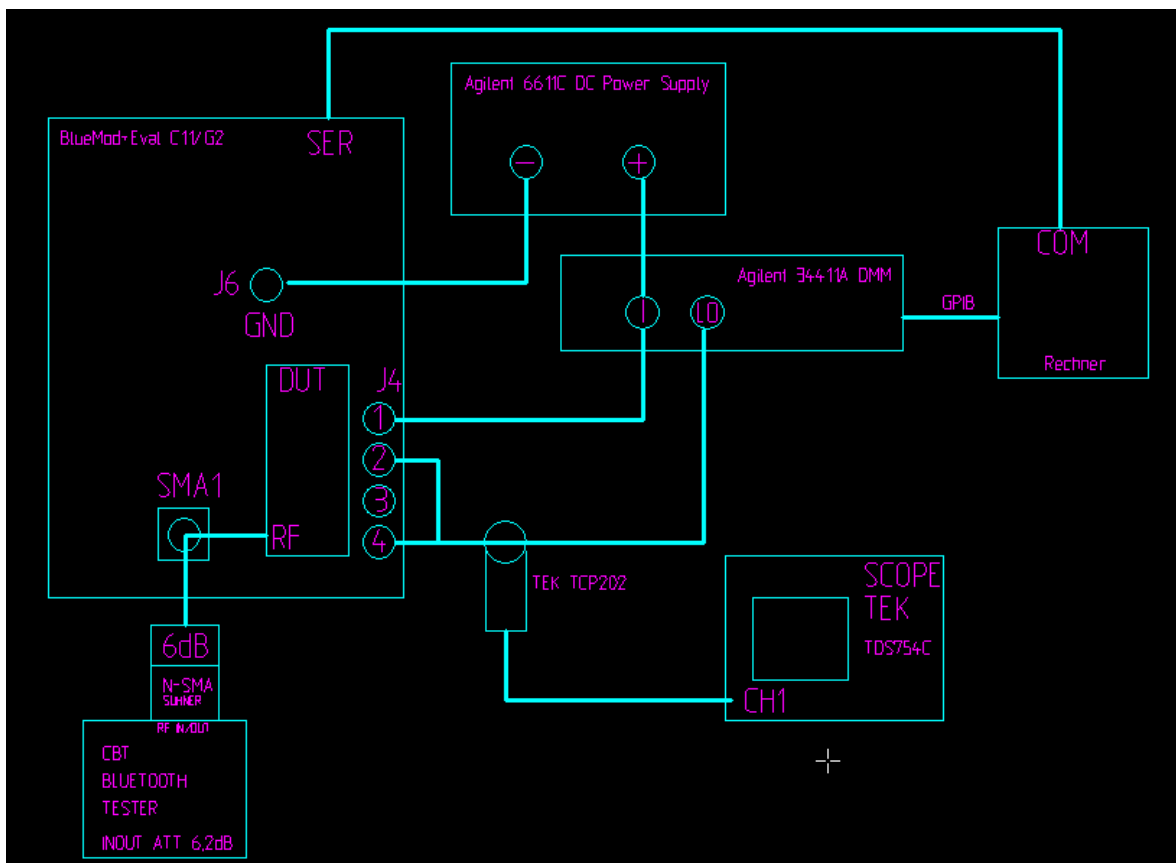 Agilent 6611C DC Power Supply
BlueMod+Eval C11/G2
SER
- +
COM
Agilent 34411A DMM
J6
GPIB
I LO
GND
Rechner
DUT
J4
1
2
SMA1
3
RF
4
SCOPE
TEK TCP202
TEK
TDS754C
6dB
N-SMA
SUHNER
CH1
RF IN/OUT
CBT
BLUETOOTH
TESTER
INOUT ATT 6,2dB